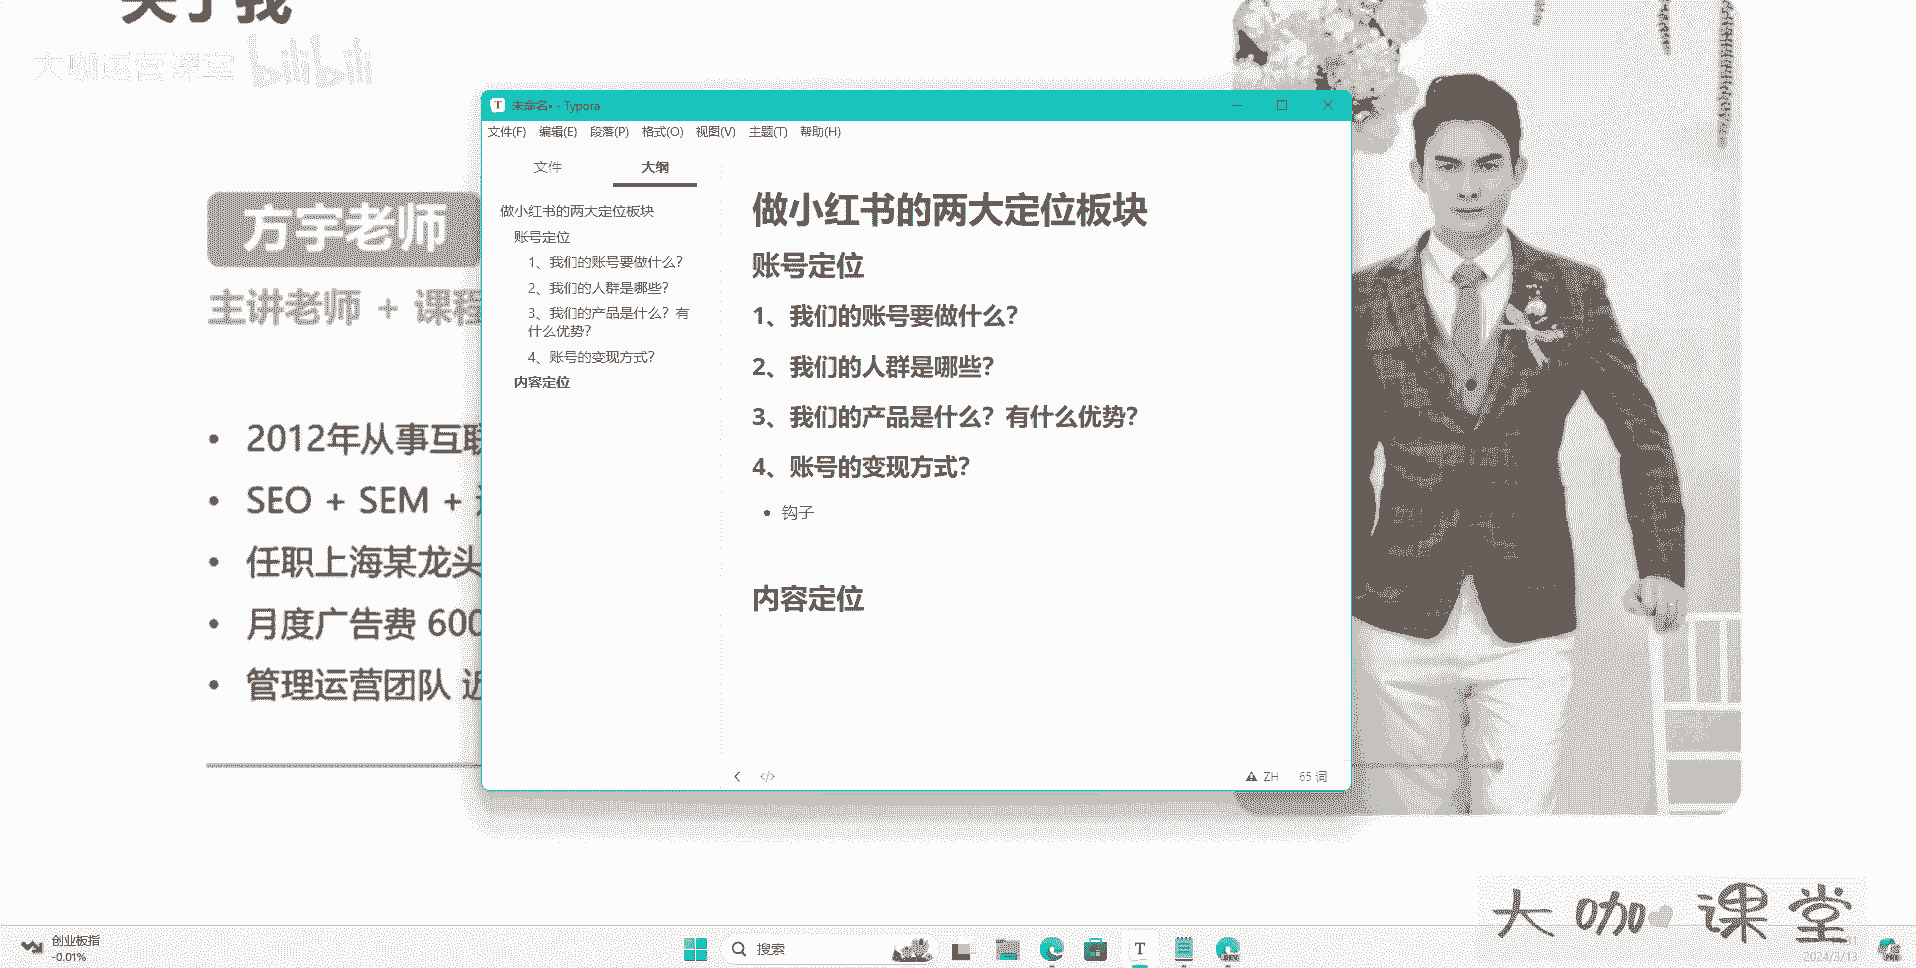 关于我
大咖运营课堂 bilibili
未命名• - Typora
文件(F) 编辑(E) 段落(P) 格式(O) 视图(V) 主题(T) 帮助(H)
文件 大纲
做小红书的两大定位板块
账号定位
1、我们的账号要做什么？
2、我们的人群是哪些？
3、我们的产品是什么？有
什么优势？
4、账号的变现方式？
内容定位
做小红书的两大定位板块
账号定位
1、我们的账号要做什么？
2、我们的人群是哪些？
3、我们的产品是什么？有什么优势？
4、账号的变现方式？
钩子
内容定位
ZH 65 词
方宇老师
主讲老师 + 课程
• 2012年从事互联
• SEO + SEM +
• 任职上海某龙头
• 月度广告费 600
• 管理运营团队 近
大咖课堂
创业板指
-0.01%
搜索
2024/3/13